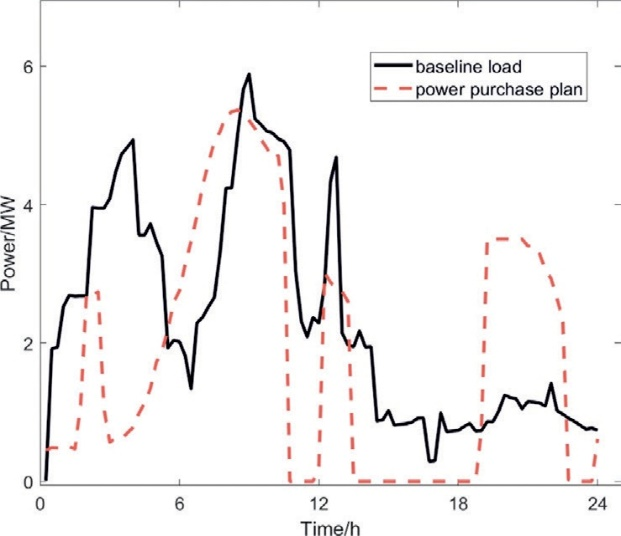 Power/MW
6
4
2
0
baseline load
power purchase plan
0 6 12 18 24
Time/h